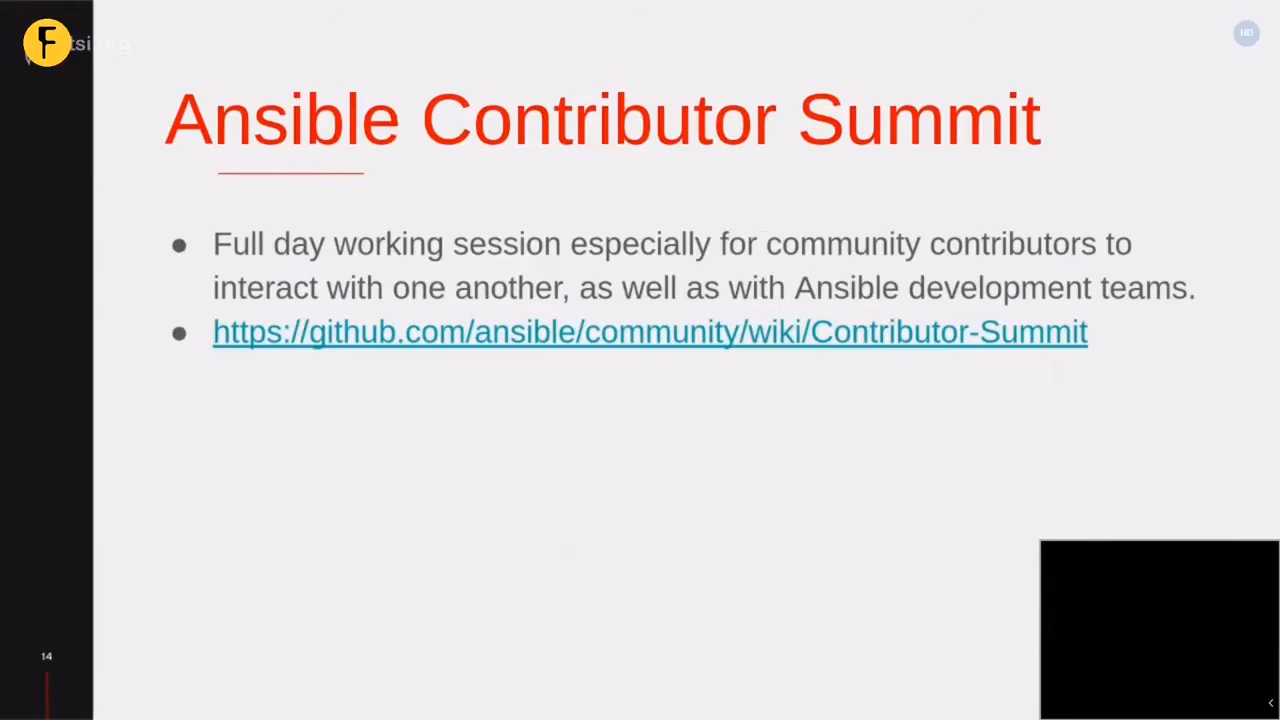 HD
Ansible Contributor Summit
● Full day working session especially for community contributors to
interact with one another, as well as with Ansible development teams.
● https://github.com/ansible/community/wiki/Contributor-Summit
14